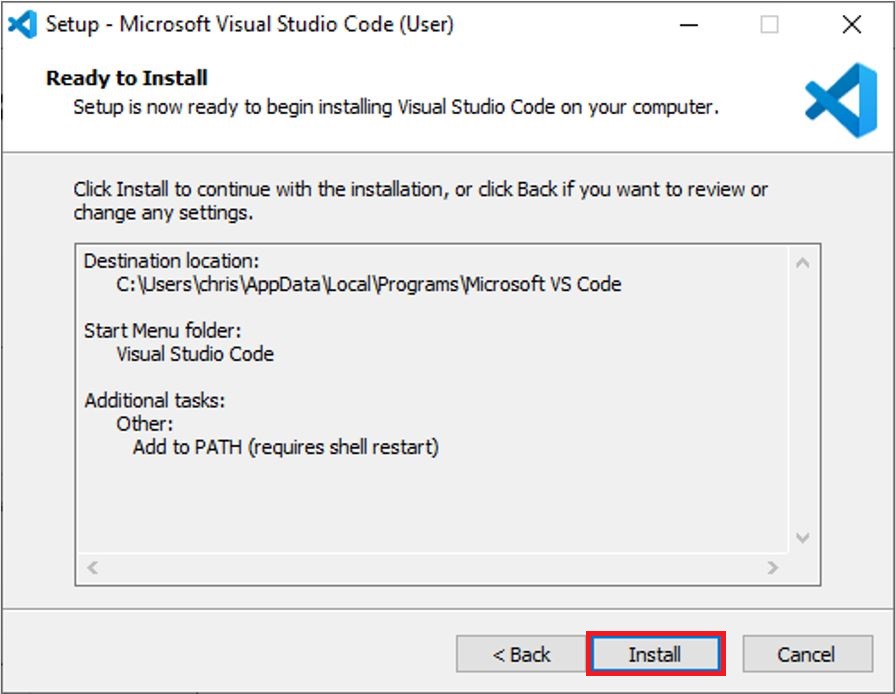 Setup - Microsoft Visual Studio Code (User)
Ready to Install
Setup is now ready to begin installing Visual Studio Code on your computer.
Click Install to continue with the installation, or click Back if you want to review or
change any settings.
Destination location:
C:\Users\chris\AppData\Local\Programs\Microsoft VS Code
Start Menu folder:
Visual Studio Code
Additional tasks:
Other:
Add to PATH (requires shell restart)
< Back
Install
Cancel